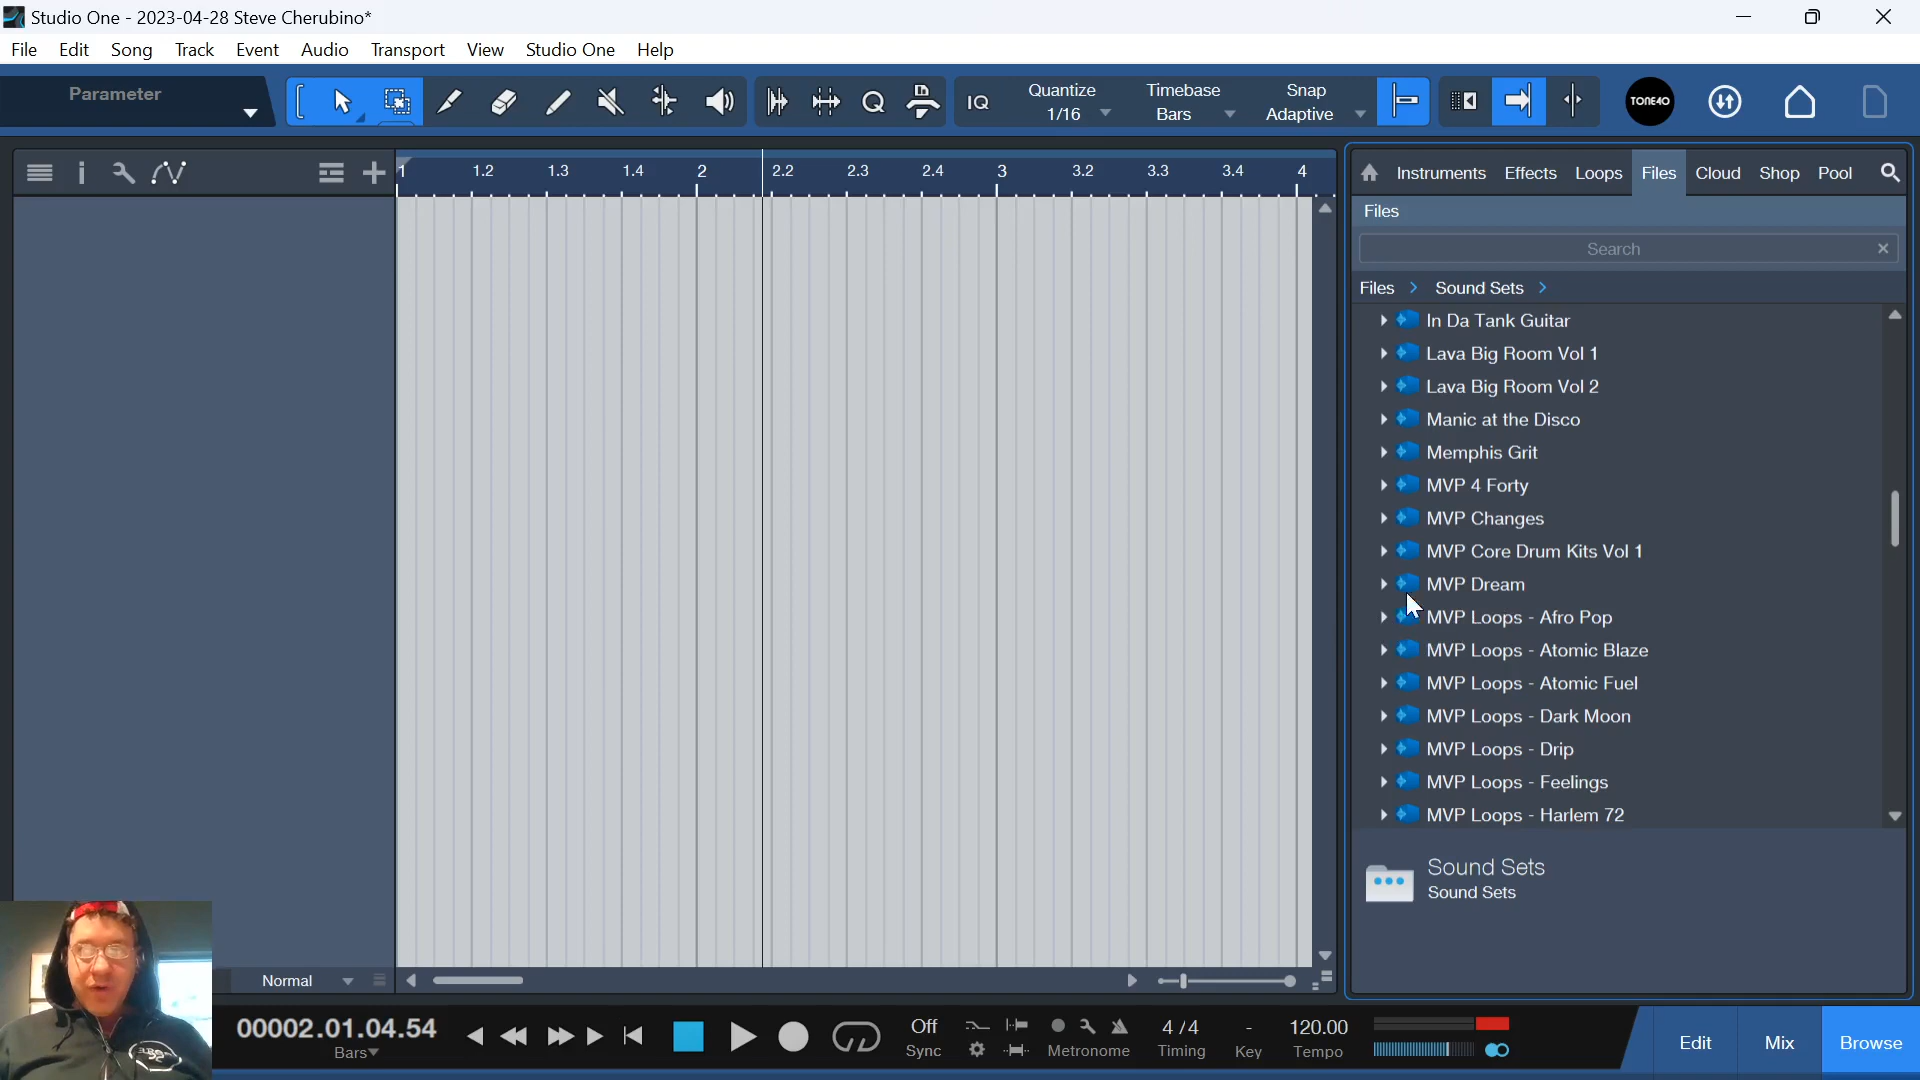 Studio One - 2023-04-28 Steve Cherubino*
File Edit Song Track Event Audio Transport View Studio One Help
Parameter
IQ
Quantize
1/16
Timebase
Bars
Snap
Adaptive
TONE40
1 1.2 1.3 1.4 2 2.2 2.3 2.4 3 3.2 3.3 3.4 4
Instruments Effects Loops Files Cloud Shop Pool
Files
Search
Files > Sound Sets >
In Da Tank Guitar
Lava Big Room Vol 1
Lava Big Room Vol 2
Manic at the Disco
Memphis Grit
MVP 4 Forty
MVP Changes
MVP Core Drum Kits Vol 1
MVP Dream
MVP Loops - Afro Pop
MVP Loops - Atomic Blaze
MVP Loops - Atomic Fuel
MVP Loops - Dark Moon
MVP Loops - Drip
MVP Loops - Feelings
MVP Loops - Harlem 72
Sound Sets
Sound Sets
Normal
00002.01.04.54
Bars
Off
Sync
Metronome
4 / 4
Timing
-
Key
120.00
Tempo
Edit Mix Browse